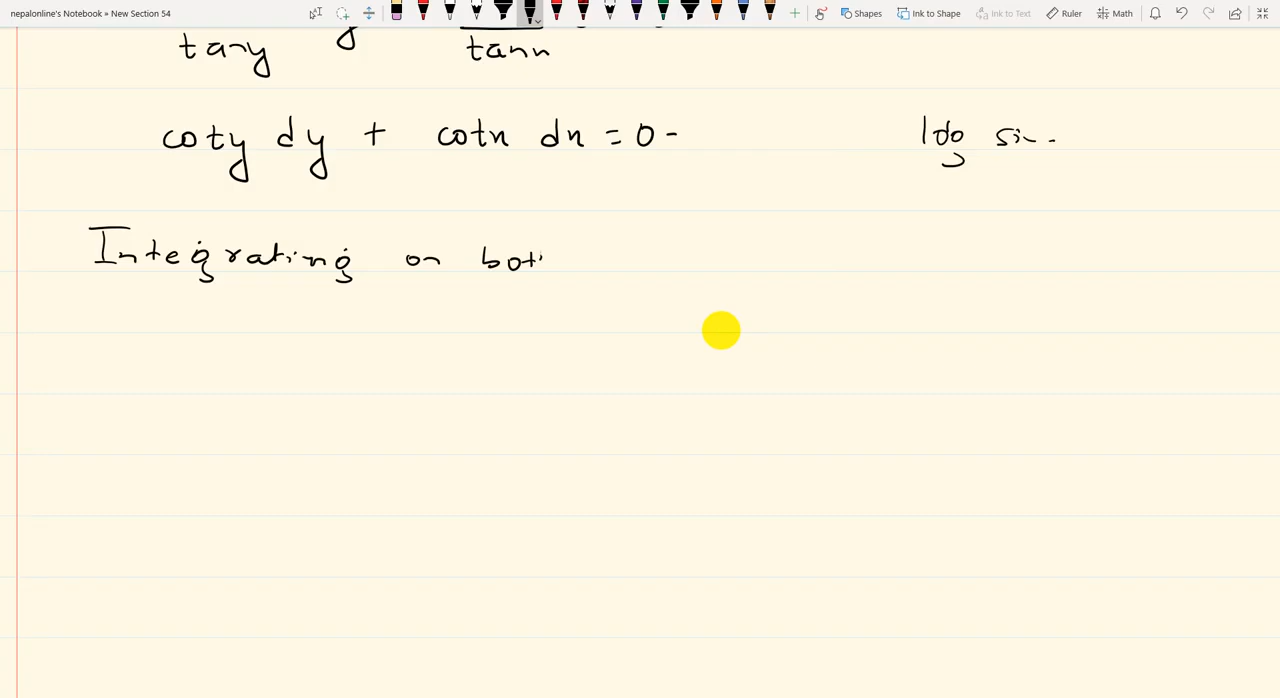 nepalonline's Notebook » New Section 54
Shapes Ink to Shape Ink to Text Ruler Math
tany tann
coty dy + cotn dn = 0 -
log sin
Integrating on bot